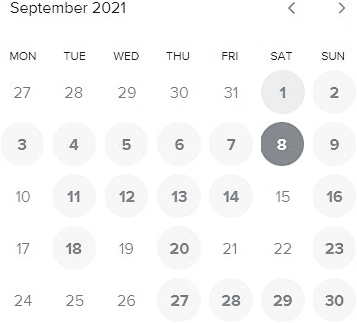 September 2021
MON TUE WED THU FRI SAT SUN
27 28 29 30 31 1 2
3 4 5 6 7 8 9
10 11 12 13 14 15 16
17 18 19 20 21 22 23
24 25 26 27 28 29 30